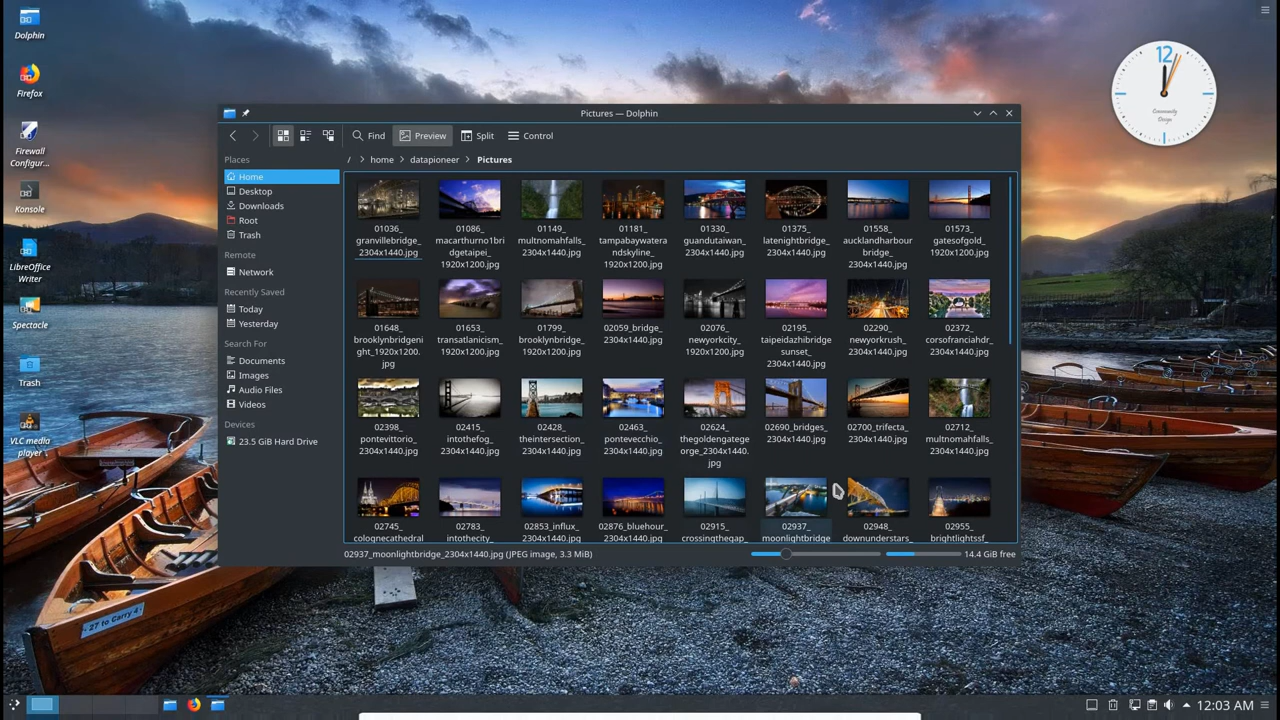 Dolphin
Firefox
Firewall
Configur...
Konsole
LibreOffice
Writer
Spectacle
Trash
VLC media
player
12
Community
Design
Pictures — Dolphin
Find
Preview
Split
Control
/ > home > datapioneer > Pictures
Places
Home
Desktop
Downloads
Root
Trash
Remote
Network
Recently Saved
Today
Yesterday
Search For
Documents
Images
Audio Files
Videos
Devices
23.5 GiB Hard Drive
01036_
granvillebridge_
2304x1440.jpg
01086_
macarthurno1bri
dgetaipei_
1920x1200.jpg
01149_
multnomahfalls_
2304x1440.jpg
01181_
tampabaywatera
ndskyline_
1920x1200.jpg
01330_
guandutaiwan_
2304x1440.jpg
01375_
latenightbridge_
1920x1200.jpg
01558_
aucklandharbour
bridge_
2304x1440.jpg
01573_
gatesofgold_
1920x1200.jpg
01648_
brooklynbridgeni
ght_1920x1200.
jpg
01653_
transatlanicism_
1920x1200.jpg
01799_
brooklynbridge_
1920x1200.jpg
02059_bridge_
2304x1440.jpg
02076_
newyorkcity_
1920x1200.jpg
02195_
taipeidazhibridge
sunset_
2304x1440.jpg
02290_
newyorkrush_
2304x1440.jpg
02372_
corsofranciahdr_
2304x1440.jpg
02398_
pontevittorio_
2304x1440.jpg
02415_
intothefog_
2304x1440.jpg
02428_
theintersection_
2304x1440.jpg
02463_
pontevecchio_
2304x1440.jpg
02624_
thegoldengatege
orge_2304x1440.
jpg
02690_bridges_
2304x1440.jpg
02700_trifecta_
2304x1440.jpg
02712_
multnomahfalls_
2304x1440.jpg
02745_
colognecathedral
02783_
intothecity_
02853_influx_
2304x1440.jpg
02876_bluehour_
2304x1440.jpg
02915_
crossingthegap_
02937_
moonlightbridge
02948_
downunderstars_
02955_
brightlightssf_
02937_moonlightbridge_2304x1440.jpg (JPEG image, 3.3 MiB)
14.4 GiB free
27 to Carry 4
12:03 AM